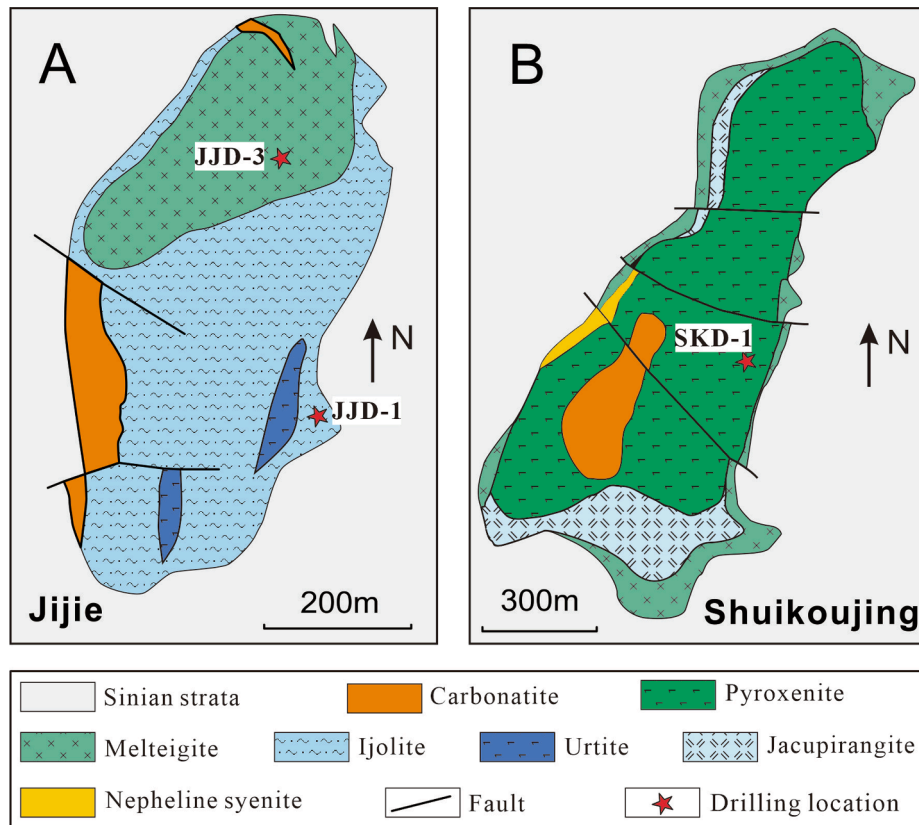 A
B
JJD-3
N
SKD-1
N
JJD-1
Jijie
200m
300m
Shuikoujing
Sinian strata
Carbonatite
Pyroxenite
Melteigite
Ijolite
Urtite
Jacupirangite
Nepheline syenite
Fault
Drilling location